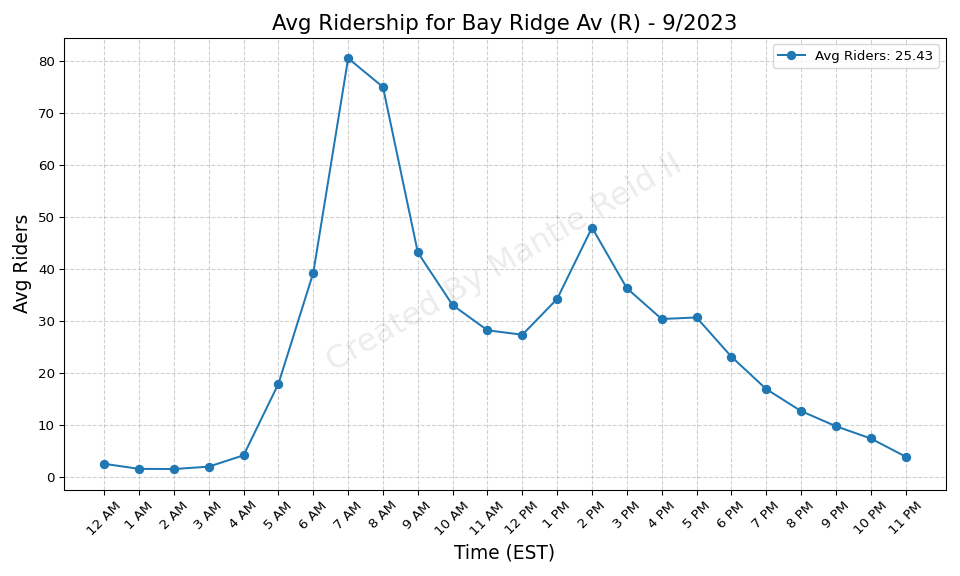 Avg Ridership for Bay Ridge Av (R) - 9/2023
Avg Riders: 25.43
80
70
60
50
40
30
20
10
0
Avg Riders
Created By Mantie Reid II
12 AM
1 AM
2 AM
3 AM
4 AM
5 AM
6 AM
7 AM
8 AM
9 AM
10 AM
11 AM
12 PM
1 PM
2 PM
3 PM
4 PM
5 PM
6 PM
7 PM
8 PM
9 PM
10 PM
11 PM
Time (EST)